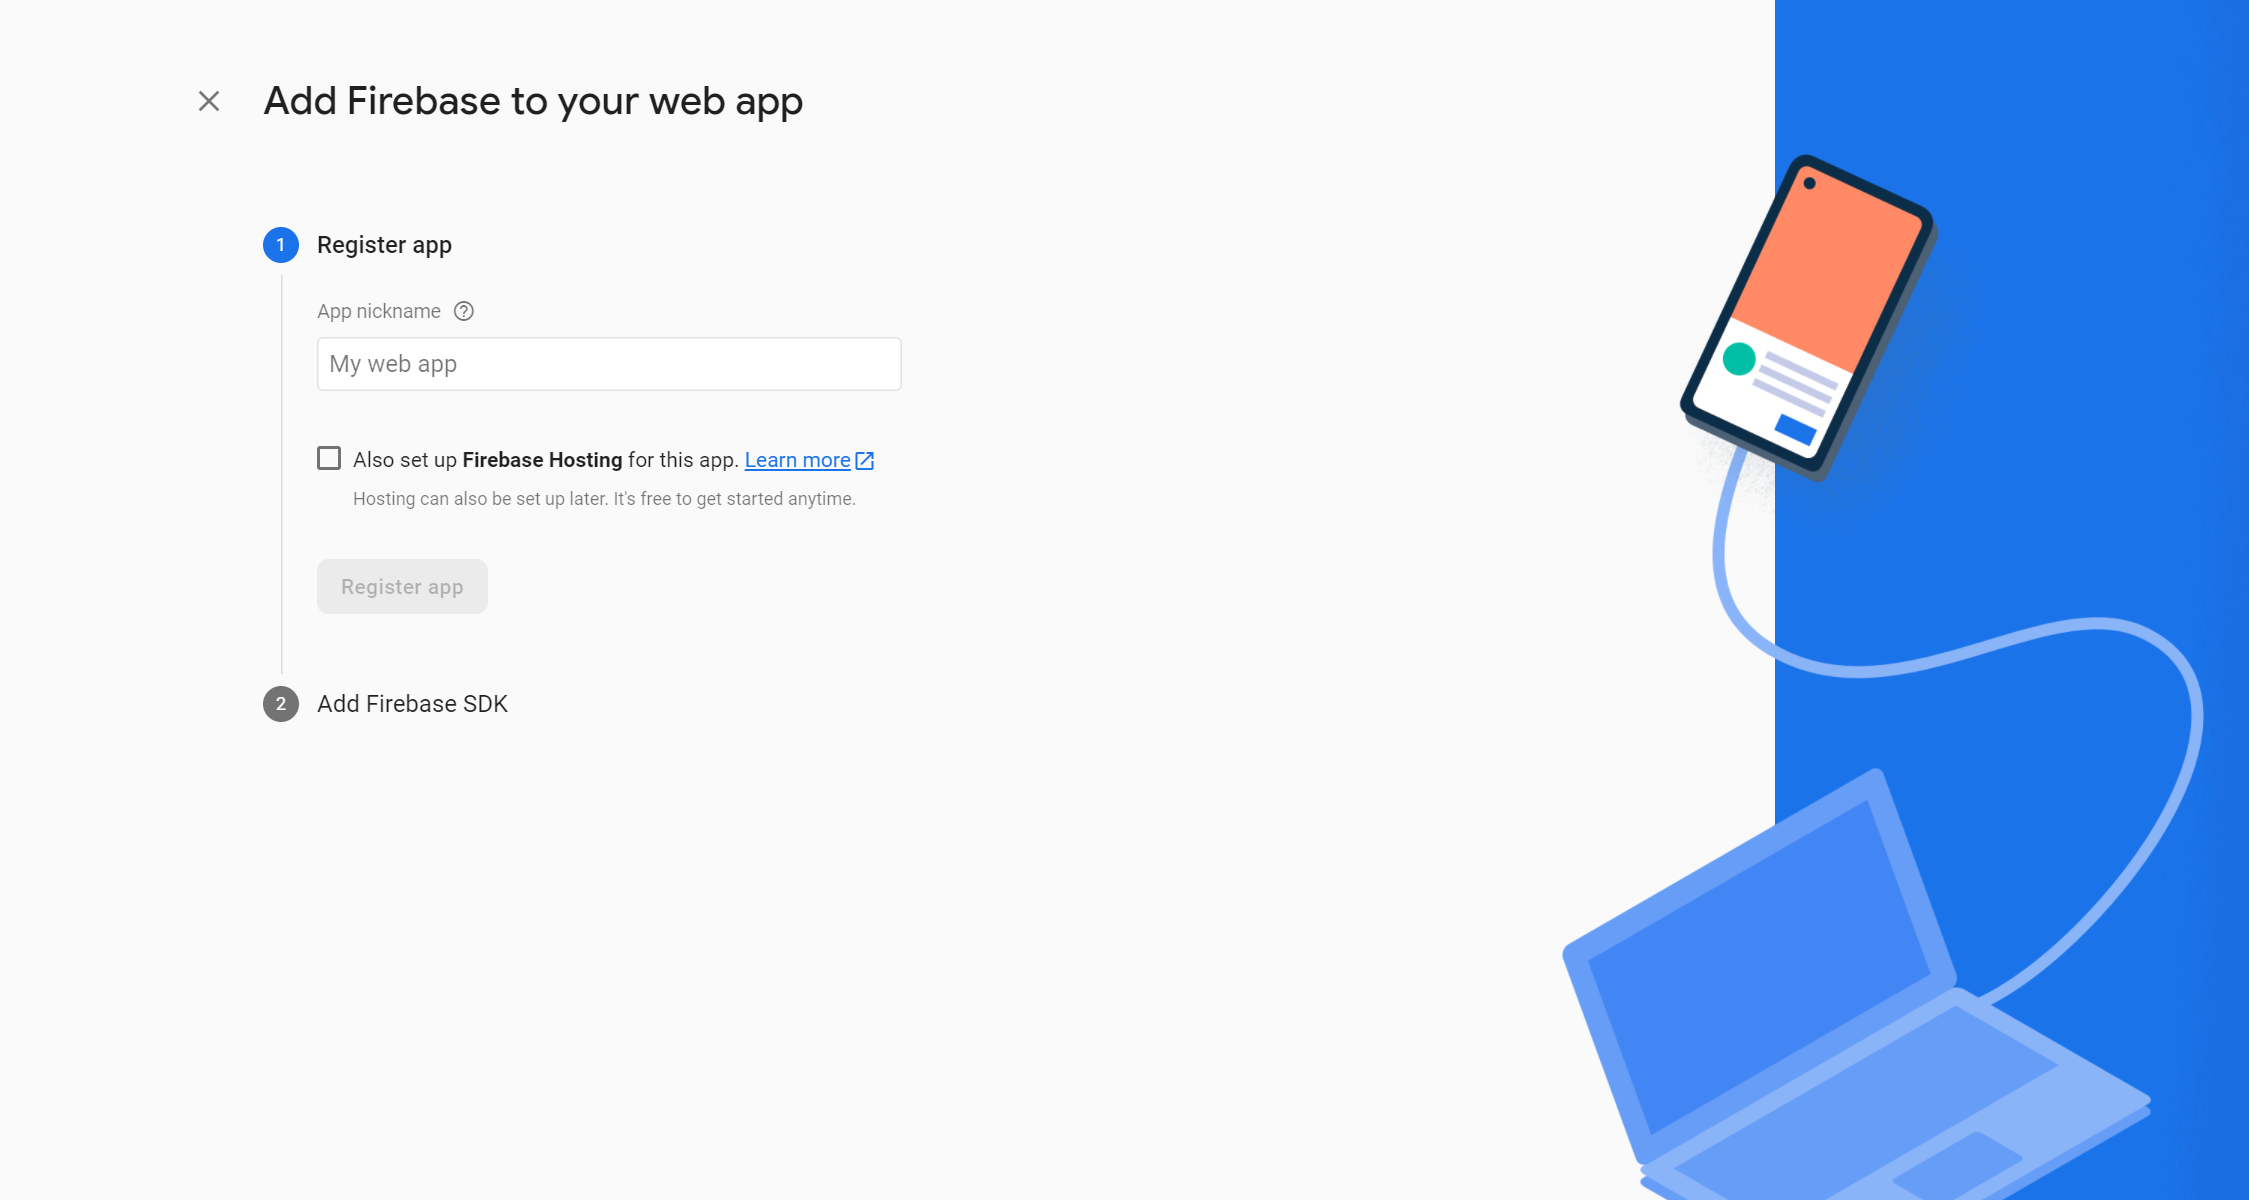 Add Firebase to your web app
1 Register app
App nickname
My web app
Also set up Firebase Hosting for this app. Learn more
Hosting can also be set up later. It's free to get started anytime.
Register app
2 Add Firebase SDK